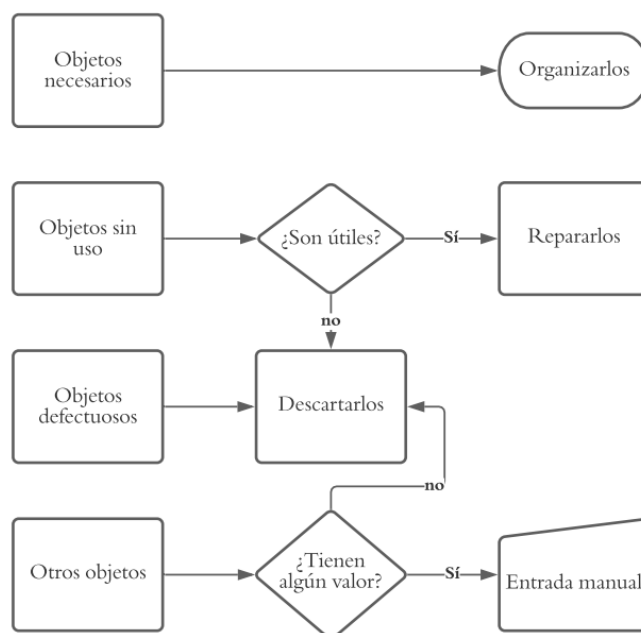 Objetos
necesarios
Organizarlos
Objetos sin
uso
¿Son útiles?
Sí
Repararlos
no
Objetos
defectuosos
Descartarlos
no
Otros objetos
¿Tienen
algún valor?
Sí
Entrada manual